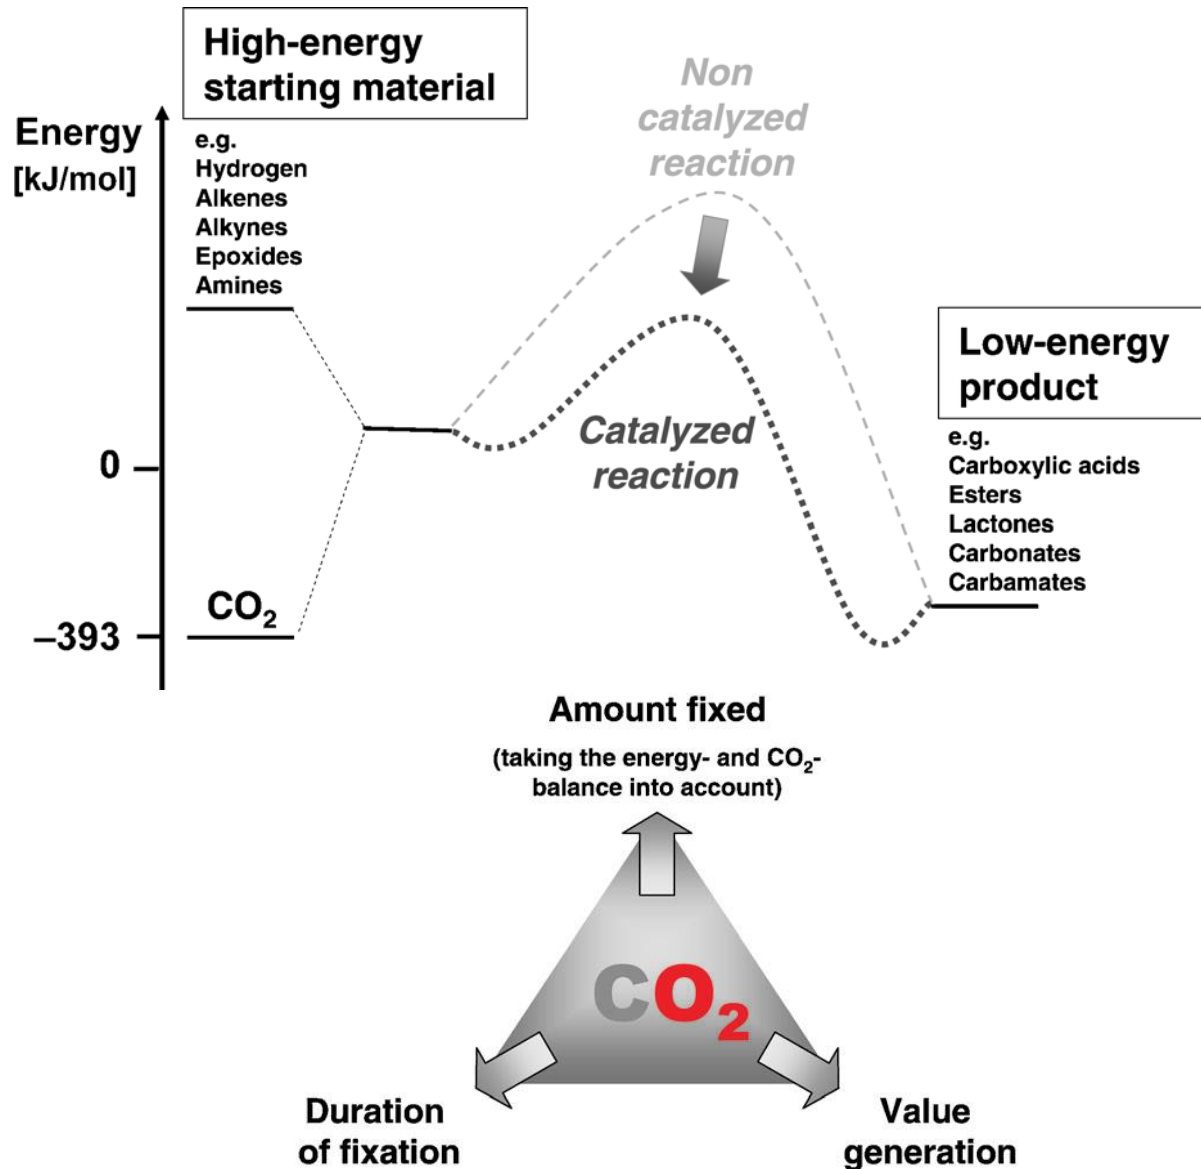 High-energy
starting material
Energy
[kJ/mol]
e.g.
Hydrogen
Alkenes
Alkynes
Epoxides
Amines
Non
catalyzed
reaction
Catalyzed
reaction
Low-energy
product
e.g.
Carboxylic acids
Esters
Lactones
Carbonates
Carbamates
0
CO₂
–393
Amount fixed
(taking the energy- and CO₂-
balance into account)
CO₂
Duration
of fixation
Value
generation